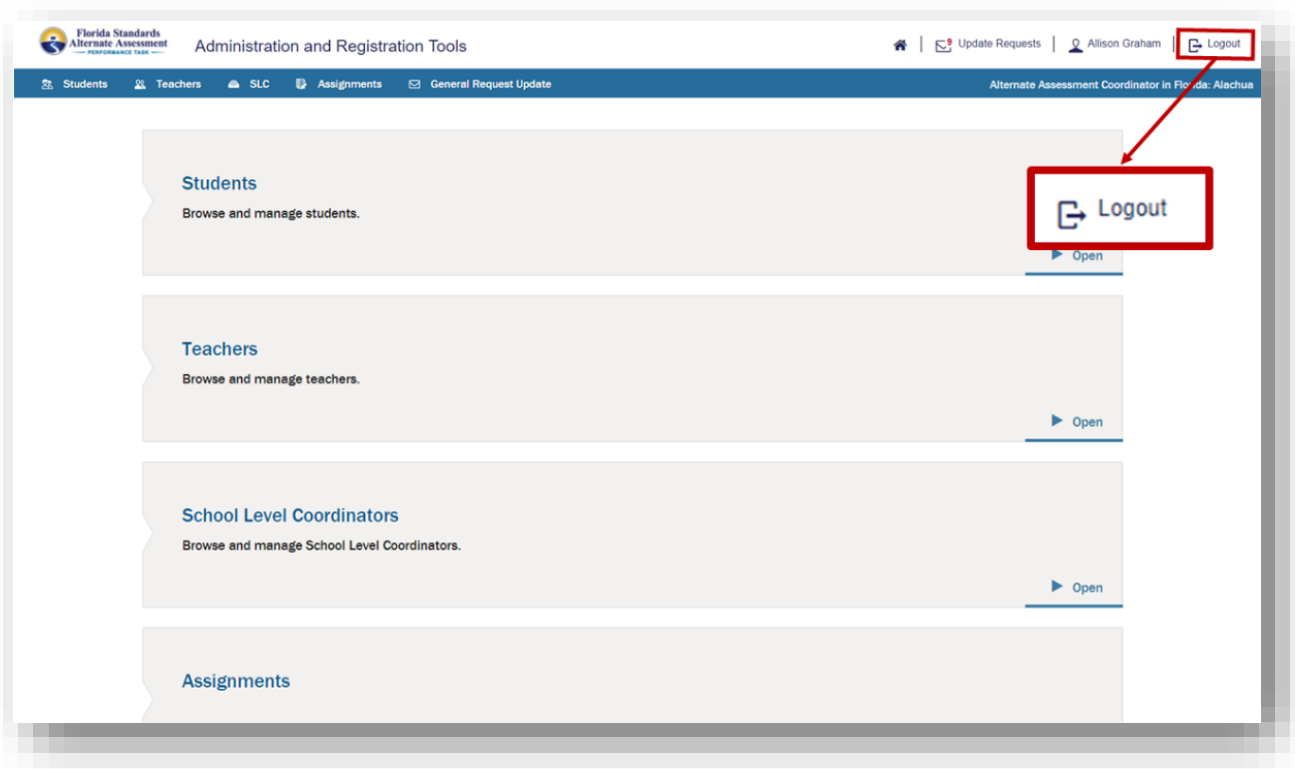 Florida Standards
Alternate Assessment
PERFORMANCE TASK
Administration and Registration Tools
Update Requests
Allison Graham
Logout
Students
Teachers
SLC
Assignments
General Request Update
Alternate Assessment Coordinator in Florida: Alachua
Students
Browse and manage students.
Logout
Open
Teachers
Browse and manage teachers.
Open
School Level Coordinators
Browse and manage School Level Coordinators.
Open
Assignments